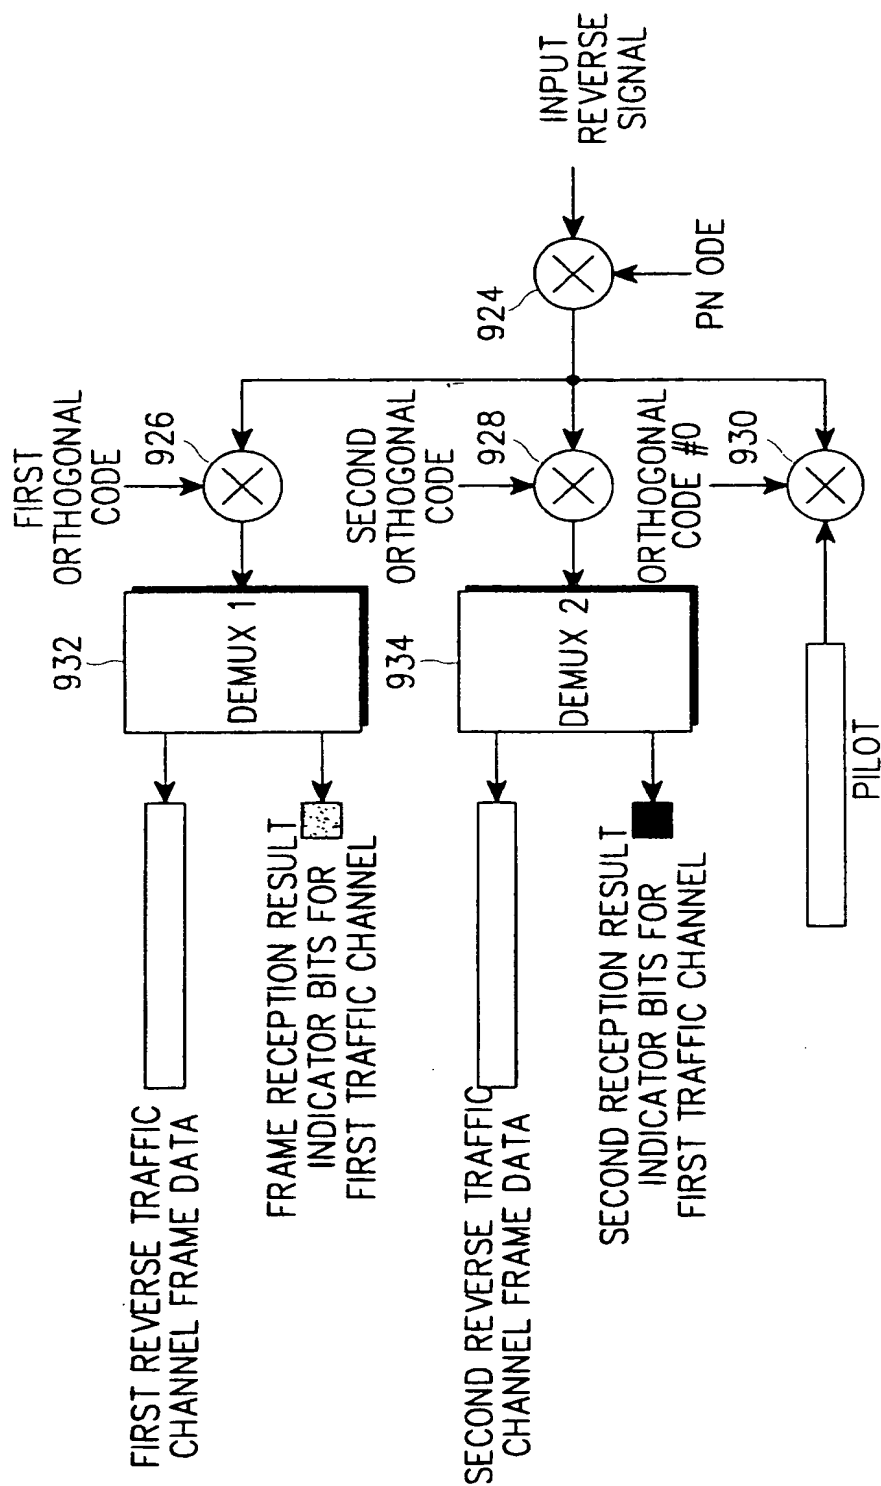 FIRST REVERSE TRAFFIC
CHANNEL FRAME DATA
932
DEMUX 1
FIRST
ORTHOGONAL
CODE
926
FRAME RECEPTION RESULT
INDICATOR BITS FOR
FIRST TRAFFIC CHANNEL
SECOND REVERSE TRAFFIC
CHANNEL FRAME DATA
934
DEMUX 2
SECOND
ORTHOGONAL
CODE
928
924
INPUT
REVERSE
SIGNAL
SECOND RECEPTION RESULT
INDICATOR BITS FOR
FIRST TRAFFIC CHANNEL
ORTHOGONAL
CODE #0
930
PN ODE
PILOT